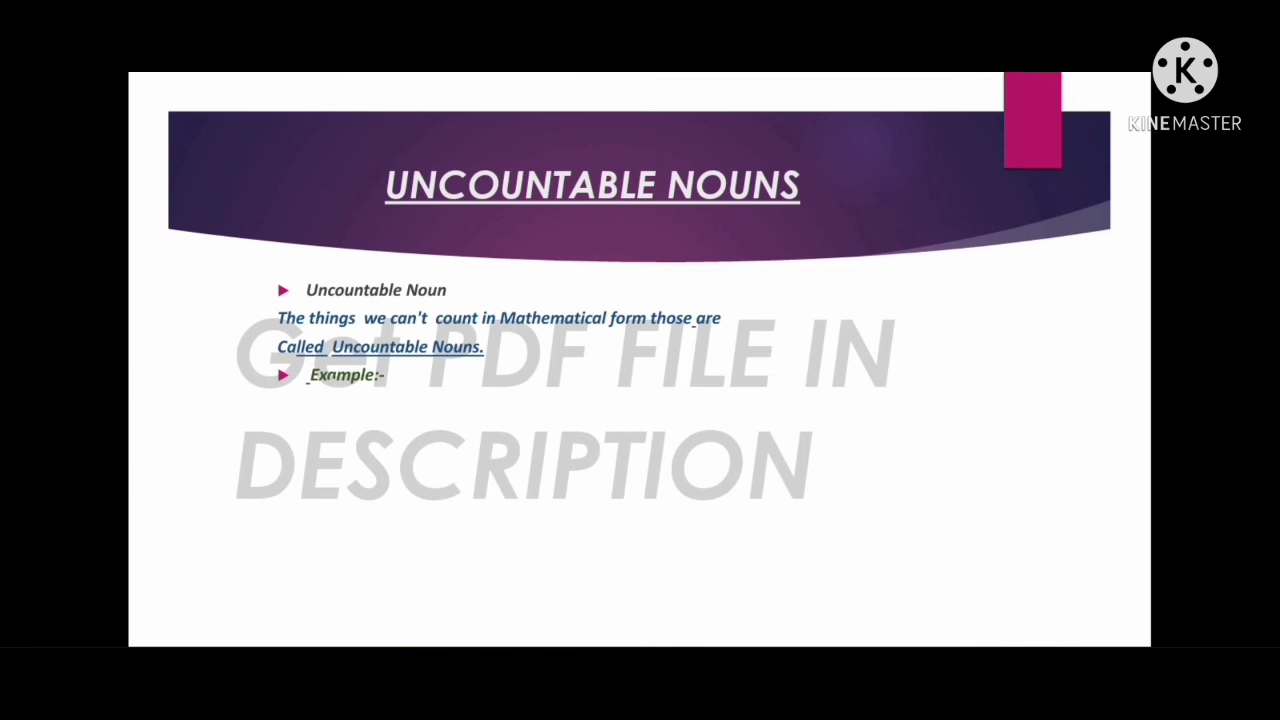 KINEMASTER
UNCOUNTABLE NOUNS
Uncountable Noun
The things we can't count in Mathematical form those are
Called Uncountable Nouns.
Example:-
Get PDF FILE IN
DESCRIPTION